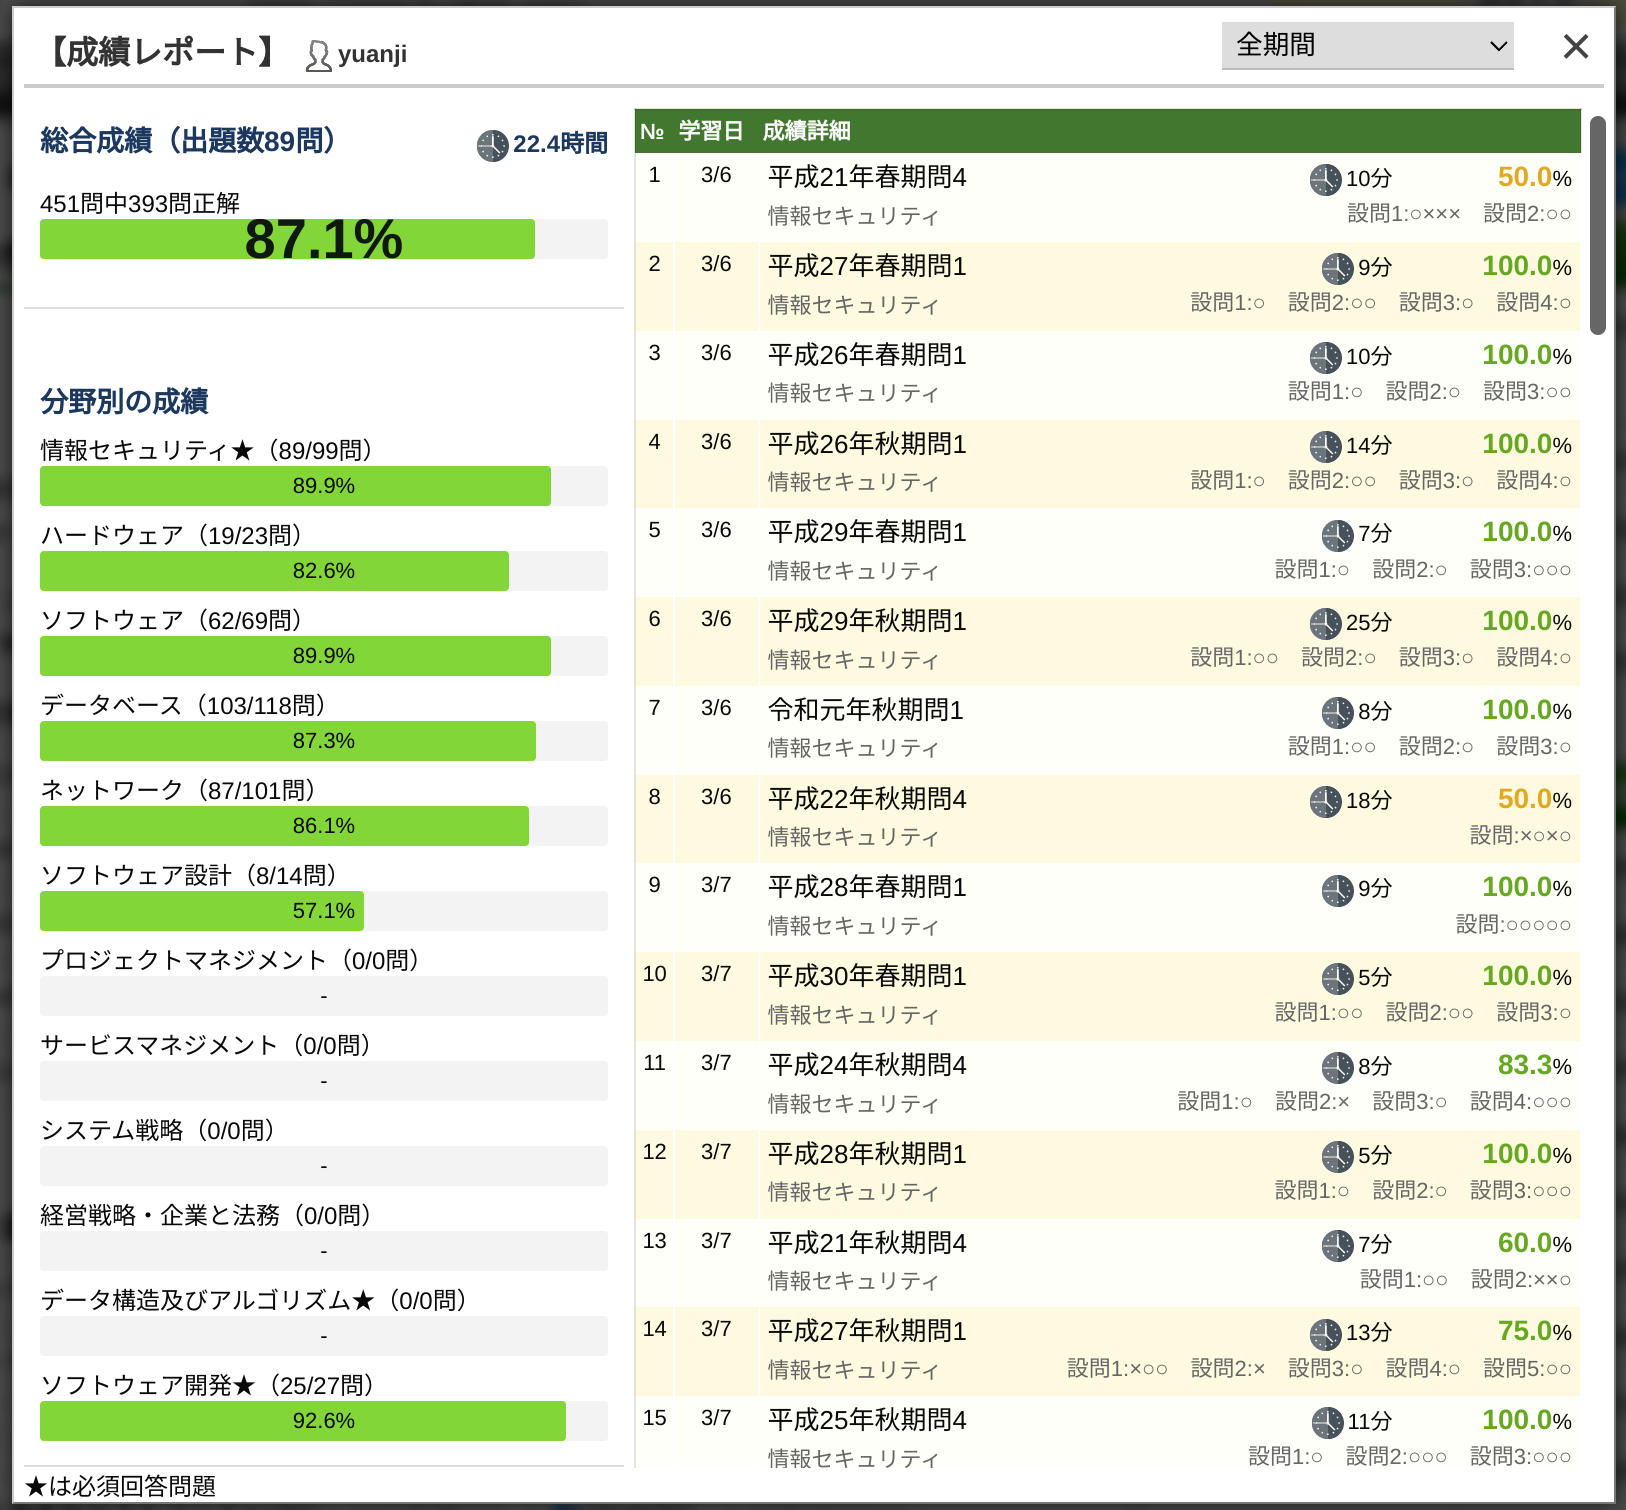 【成績レポート】 yuanji 全期間
総合成績（出題数89問） 22.4時間
451問中393問正解
87.1%
分野別の成績
情報セキュリティ★（89/99問）
89.9%
ハードウェア（19/23問）
82.6%
ソフトウェア（62/69問）
89.9%
データベース（103/118問）
87.3%
ネットワーク（87/101問）
86.1%
ソフトウェア設計（8/14問）
57.1%
プロジェクトマネジメント（0/0問）
-
サービスマネジメント（0/0問）
-
システム戦略（0/0問）
-
経営戦略・企業と法務（0/0問）
-
データ構造及びアルゴリズム★（0/0問）
-
ソフトウェア開発★（25/27問）
92.6%
★は必須回答問題
№ 学習日 成績詳細
1 3/6 平成21年春期問4 10分 50.0%
情報セキュリティ 設問1:○××× 設問2:○○
2 3/6 平成27年春期問1 9分 100.0%
情報セキュリティ 設問1:○ 設問2:○○ 設問3:○ 設問4:○
3 3/6 平成26年春期問1 10分 100.0%
情報セキュリティ 設問1:○ 設問2:○ 設問3:○○
4 3/6 平成26年秋期問1 14分 100.0%
情報セキュリティ 設問1:○ 設問2:○○ 設問3:○ 設問4:○
5 3/6 平成29年春期問1 7分 100.0%
情報セキュリティ 設問1:○ 設問2:○ 設問3:○○○
6 3/6 平成29年秋期問1 25分 100.0%
情報セキュリティ 設問1:○○ 設問2:○ 設問3:○ 設問4:○
7 3/6 令和元年秋期問1 8分 100.0%
情報セキュリティ 設問1:○○ 設問2:○ 設問3:○
8 3/6 平成22年秋期問4 18分 50.0%
情報セキュリティ 設問:×○×○
9 3/7 平成28年春期問1 9分 100.0%
情報セキュリティ 設問:○○○○○
10 3/7 平成30年春期問1 5分 100.0%
情報セキュリティ 設問1:○○ 設問2:○○ 設問3:○
11 3/7 平成24年秋期問4 8分 83.3%
情報セキュリティ 設問1:○ 設問2:× 設問3:○ 設問4:○○○
12 3/7 平成28年秋期問1 5分 100.0%
情報セキュリティ 設問1:○ 設問2:○ 設問3:○○○
13 3/7 平成21年秋期問4 7分 60.0%
情報セキュリティ 設問1:○○ 設問2:××○
14 3/7 平成27年秋期問1 13分 75.0%
情報セキュリティ 設問1:×○○ 設問2:× 設問3:○ 設問4:○ 設問5:○○
15 3/7 平成25年秋期問4 11分 100.0%
情報セキュリティ 設問1:○ 設問2:○○○ 設問3:○○○